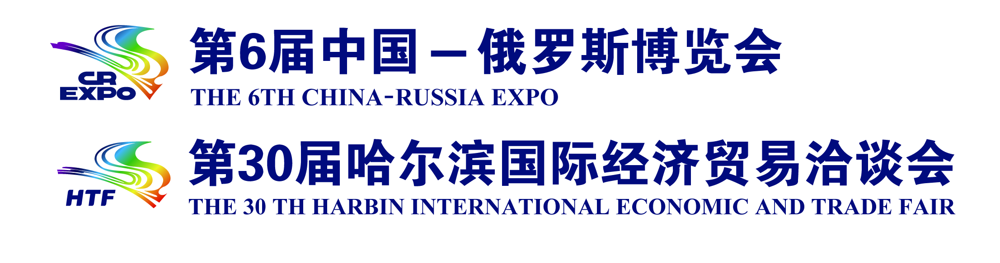 CR
EXPO
第6届中国－俄罗斯博览会
THE 6TH CHINA-RUSSIA EXPO
HTF
第30届哈尔滨国际经济贸易洽谈会
THE 30 TH HARBIN INTERNATIONAL ECONOMIC AND TRADE FAIR